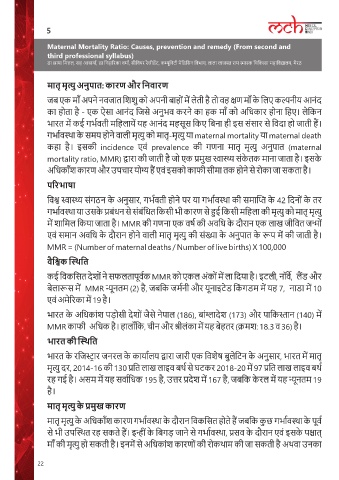 5
mch
Maternal Mortality Ratio: Causes, prevention and remedy (From second and
third professional syllabus)
मातृ मृत्यु अनुपात: कारण और निवारण
जब एक माँ अपने नवजात शिशु को अपनी बाहों में लेती है तो वह क्षण माँ के लिए कल्पनीय आनंद
का होता है - एक ऐसा आनंद जिसे अनुभव करने का हक माँ को अधिकार होना हिए। लेकिन
भारत में कई गर्भवती महिलायें यह आनंद महसूस किए बिना ही इस संसार से विदा हो जाती हैं।
गर्भावस्था के समय होने वाली मृत्यु को मातृ-मृत्यु या maternal mortality या maternal death
कहा है। इसकी incidence एवं prevalence की गणना मातृ मृत्यु अनुपात (maternal
mortality ratio, MMR) द्वारा की जाती है जो एक प्रमुख स्वास्थ्य संकेतक माना जाता है। इसके
अधिकाँश कारण और उपचार योग्य हैं एवं इसको काफी सीमा तक होने से रोका जा सकता है।
परिभाषा
विश्व स्वास्थ्य संगठन के अनुसार, गर्भवती होने पर या गर्भावस्था की समाप्ति के 42 दिनों के तर
गर्भावस्था या उसके प्रबंधन से संबंधित किसी भी कारण से हुई किसी महिला की मृत्यु को मातृ मृत्यु
में शामिल किया जाता है। MMR की गणना एक वर्ष की अवधि के दौरान एक लाख जीवित जन्मों
एवं समान अवधि के दौरान होने वाली मातृ मृत्यु की संख्या के अनुपात के रूप में की जाती है।
MMR = (Number of maternal deaths / Number of live births) X 100,000
वैश्विक स्थिति
कई विकसित देशों ने सफलतापूर्वक MMR को एकल अंकों में ला दिया है। इटली, नॉर्वे, लैंड और
बेलारूस में MMR न्यूनतम (2) है, जबकि जर्मनी और यूनाइटेड किंगडम में यह 7, नाडा में 10
एवं अमेरिका में 19 है।
भारत के अधिकांश पड़ोसी देशों जैसे नेपाल (186), बांग्लादेश (173) और पाकिस्तान (140) में
MMR काफी अधिक है। हालाँकि, चीन और श्रीलंका में यह बेहतर (क्रमश: 18.3 व 36) है।
भारत की स्थिति
भारत के रजिस्ट्रार जनरल के कार्यालय द्वारा जारी एक विशेष बुलेटिन के अनुसार, भारत में मातृ
मृत्यु दर, 2014-16 की 130 प्रति लाख लाइव बर्थ से घटकर 2018-20 में 97 प्रति लाख लाइव बर्थ
रह गई है। असम में यह सर्वाधिक 195 है, उत्तर प्रदेश में 167 है, जबकि केरल में यह न्यूनतम 19
है।
मातृ मृत्यु के प्रमुख कारण
मातृ मृत्यु के अधिकाँश कारण गर्भावस्था के दौरान विकसित होते हैं जबकि कुछ गर्भावस्था के पूर्व
से भी उपस्थित रह सकते हैं। इन्हीं के बिगड़ जाने से गर्भावस्था, प्रसव के दौरान एवं इसके पश्चात्
माँ की मृत्यु हो सकती है। इनमें से अधिकांश कारणों की रोकथाम की जा सकती है अथवा उनका
22